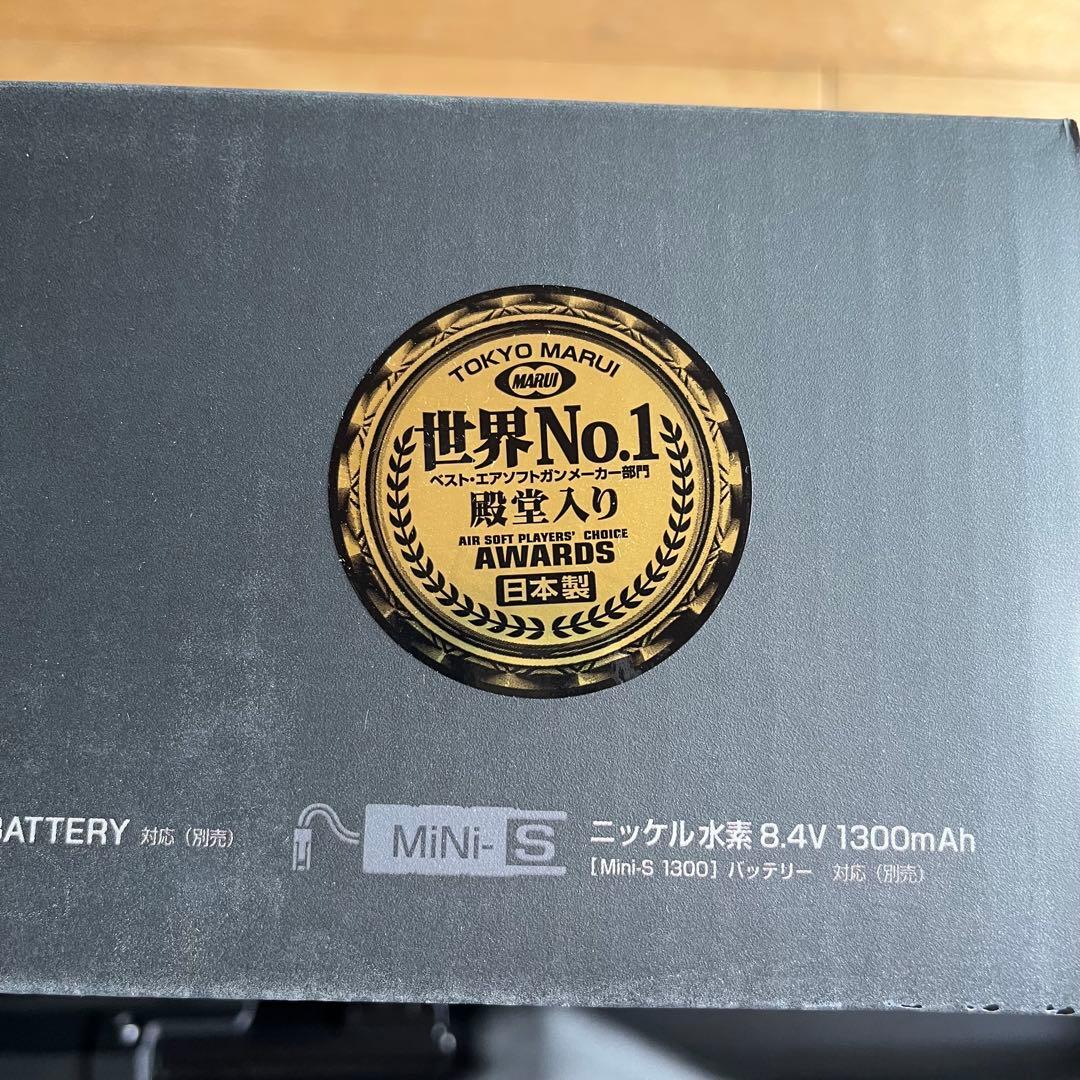 TOKYO MARUI
MARUI
世界No.1
ベスト・エアソフトガンメーカー部門
殿堂入り
AIR SOFT PLAYERS' CHOICE
AWARDS
日本製
BATTERY 対応（別売）
MiNi-S
ニッケル水素 8.4V 1300mAh
［Mini-S 1300］バッテリー 対応（別売）